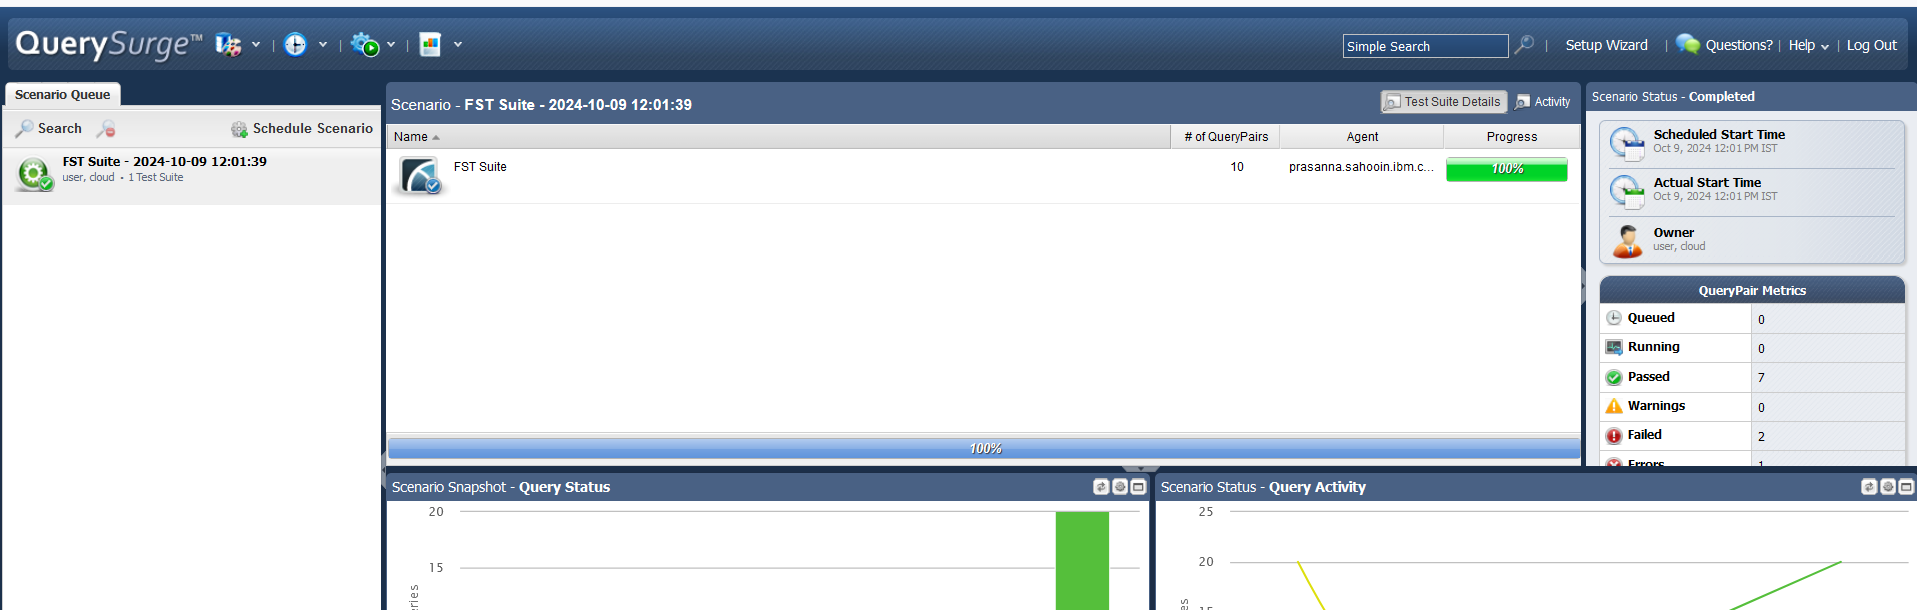 QuerySurge™
Simple Search
Setup Wizard
Questions?
Help
Log Out
Scenario Queue
Search
Schedule Scenario
FST Suite - 2024-10-09 12:01:39
user, cloud • 1 Test Suite
Scenario - FST Suite - 2024-10-09 12:01:39
Test Suite Details
Activity
Name
# of QueryPairs
Agent
Progress
FST Suite
10
prasanna.sahooin.ibm.c...
100%
100%
Scenario Status - Completed
Scheduled Start Time
Oct 9, 2024 12:01 PM IST
Actual Start Time
Oct 9, 2024 12:01 PM IST
Owner
user, cloud
QueryPair Metrics
Queued 0
Running 0
Passed 7
Warnings 0
Failed 2
Errors 1
Scenario Snapshot - Query Status
20
15
Scenario Status - Query Activity
25
20
15